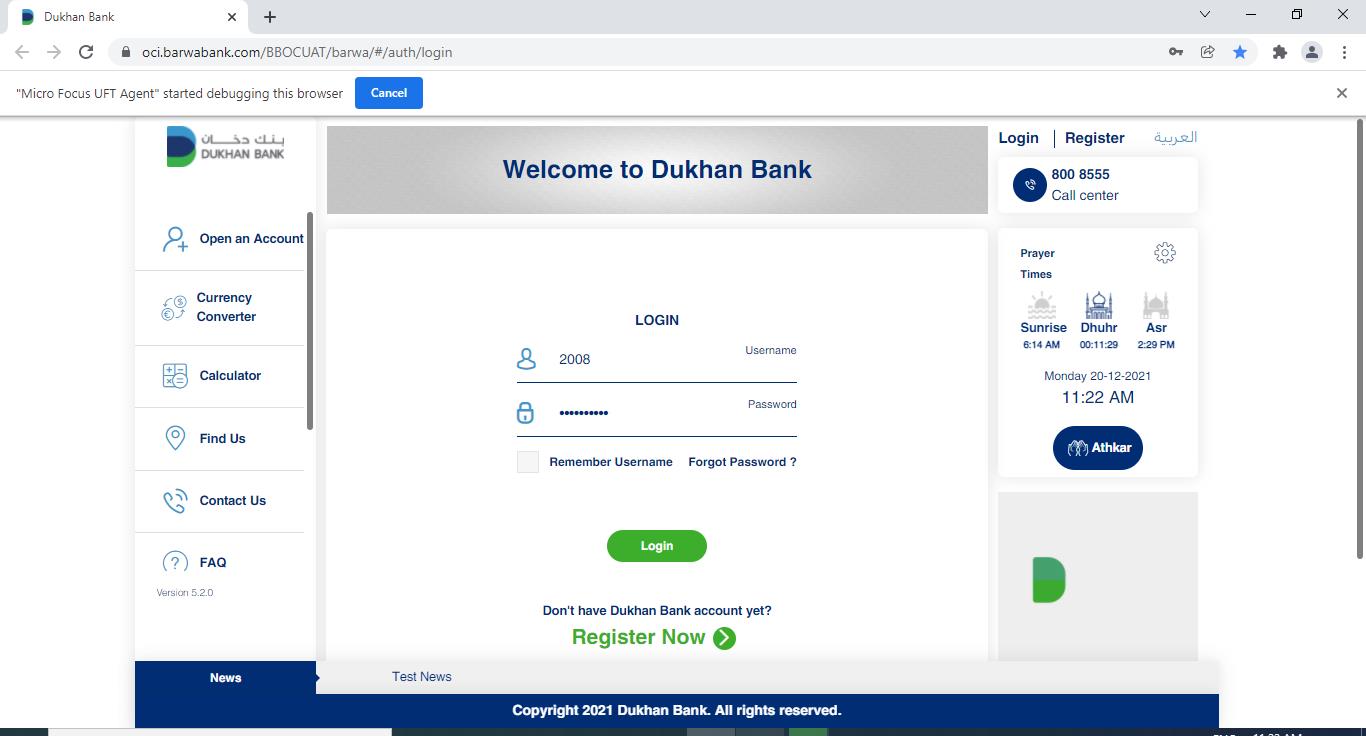 Dukhan Bank
oci.barwabank.com/BBOCUAT/barwa/#/auth/login
"Micro Focus UFT Agent" started debugging this browser
Cancel
بنك دخان
DUKHAN BANK
Open an Account
Currency
Converter
Calculator
Find Us
Contact Us
FAQ
Version 5.2.0
Welcome to Dukhan Bank
LOGIN
Username
2008
Password
••••••••••
Remember Username Forgot Password ?
Login
Don't have Dukhan Bank account yet?
Register Now
Login | Register العربية
800 8555
Call center
Prayer
Times
Sunrise Dhuhr Asr
6:14 AM 00:11:29 2:29 PM
Monday 20-12-2021
11:22 AM
Athkar
News Test News
Copyright 2021 Dukhan Bank. All rights reserved.